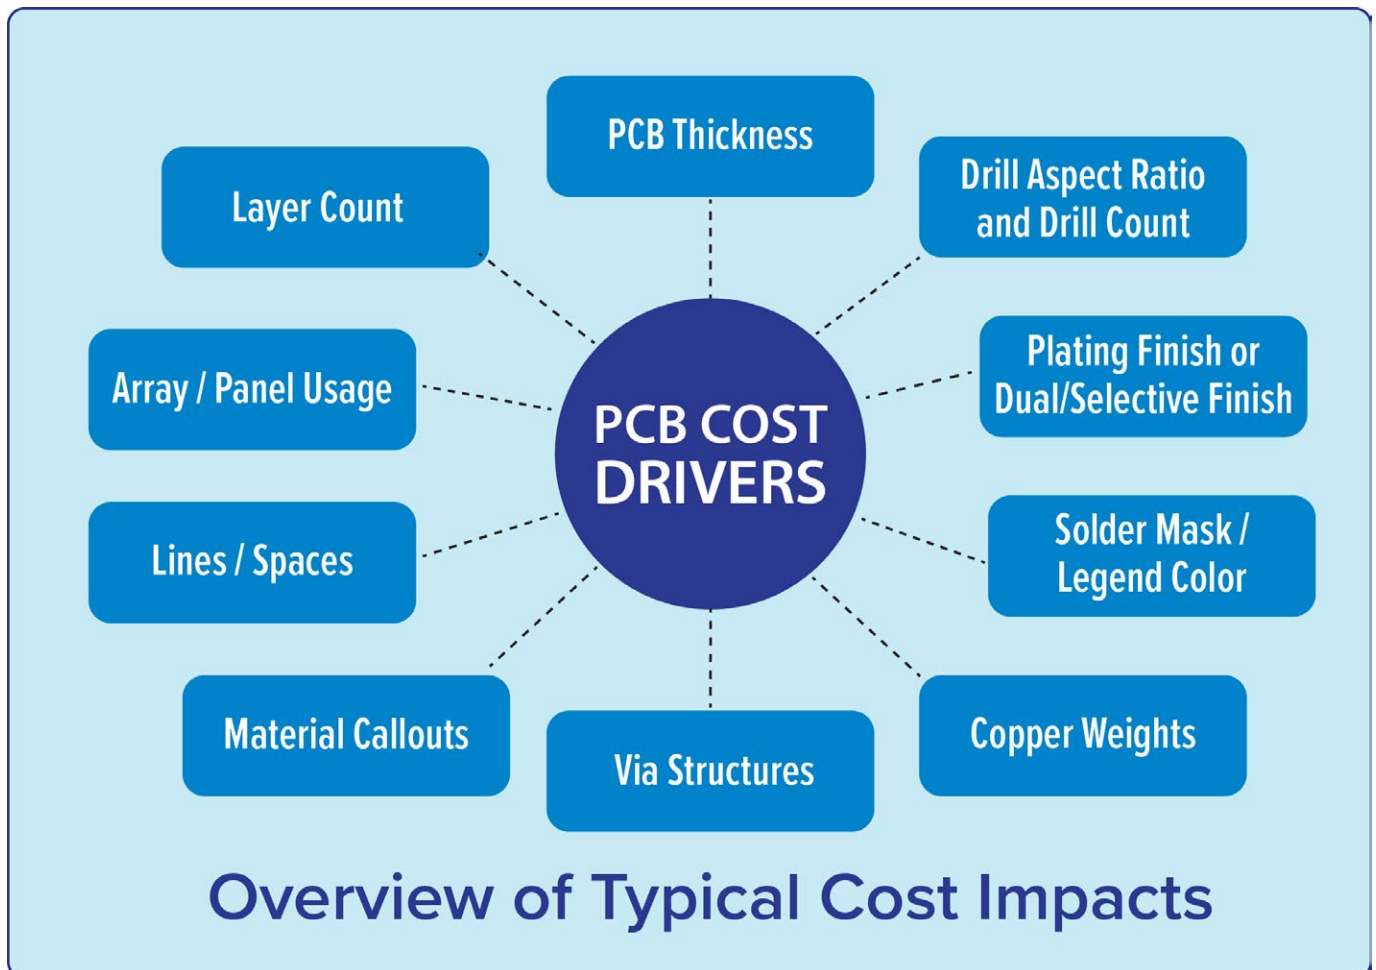 PCB Thickness
Layer Count
Drill Aspect Ratio
and Drill Count
Array / Panel Usage
Plating Finish or
Dual/Selective Finish
PCB COST
DRIVERS
Lines / Spaces
Solder Mask /
Legend Color
Material Callouts
Via Structures
Copper Weights
Overview of Typical Cost Impacts